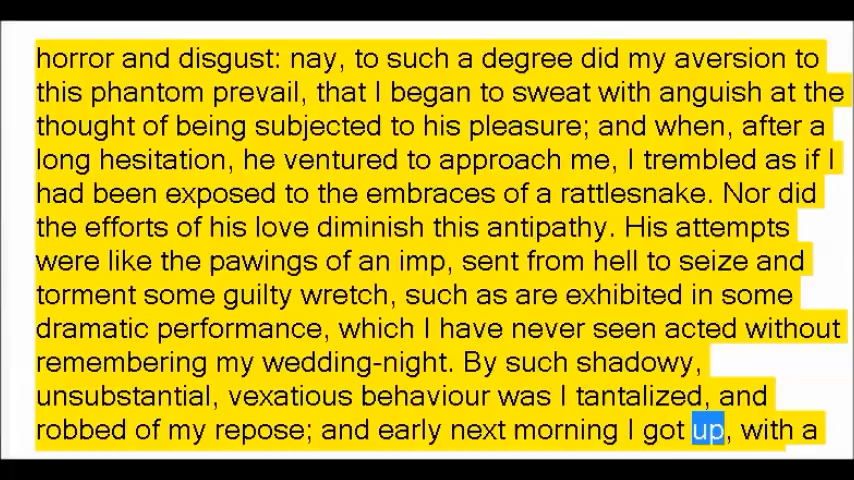 horror and disgust: nay, to such a degree did my aversion to
this phantom prevail, that I began to sweat with anguish at the
thought of being subjected to his pleasure; and when, after a
long hesitation, he ventured to approach me, I trembled as if I
had been exposed to the embraces of a rattlesnake. Nor did
the efforts of his love diminish this antipathy. His attempts
were like the pawings of an imp, sent from hell to seize and
torment some guilty wretch, such as are exhibited in some
dramatic performance, which I have never seen acted without
remembering my wedding-night. By such shadowy,
unsubstantial, vexatious behaviour was I tantalized, and
robbed of my repose; and early next morning I got up, with a